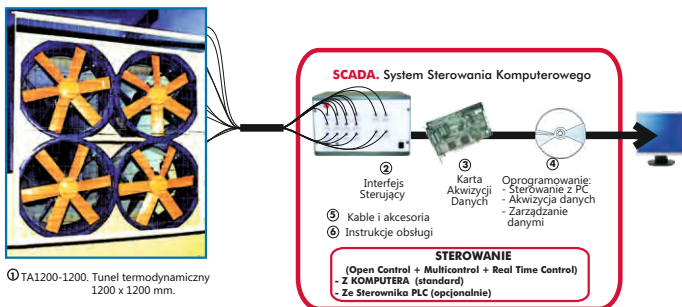 SCADA. System Sterowania Komputerowego
① TA1200-1200. Tunel termodynamiczny
1200 x 1200 mm.
②
Interfejs
Sterujący
③
Karta
Akwizycji
Danych
④
Oprogramowanie:
- Sterowanie z PC
- Akwizycja danych
- Zarządzanie
danymi
⑤ Kable i akcesoria
⑥ Instrukcje obsługi
STEROWANIE
(Open Control + Multicontrol + Real Time Control)
- Z KOMPUTERA (standard)
- Ze Sterownika PLC (opcjonalnie)